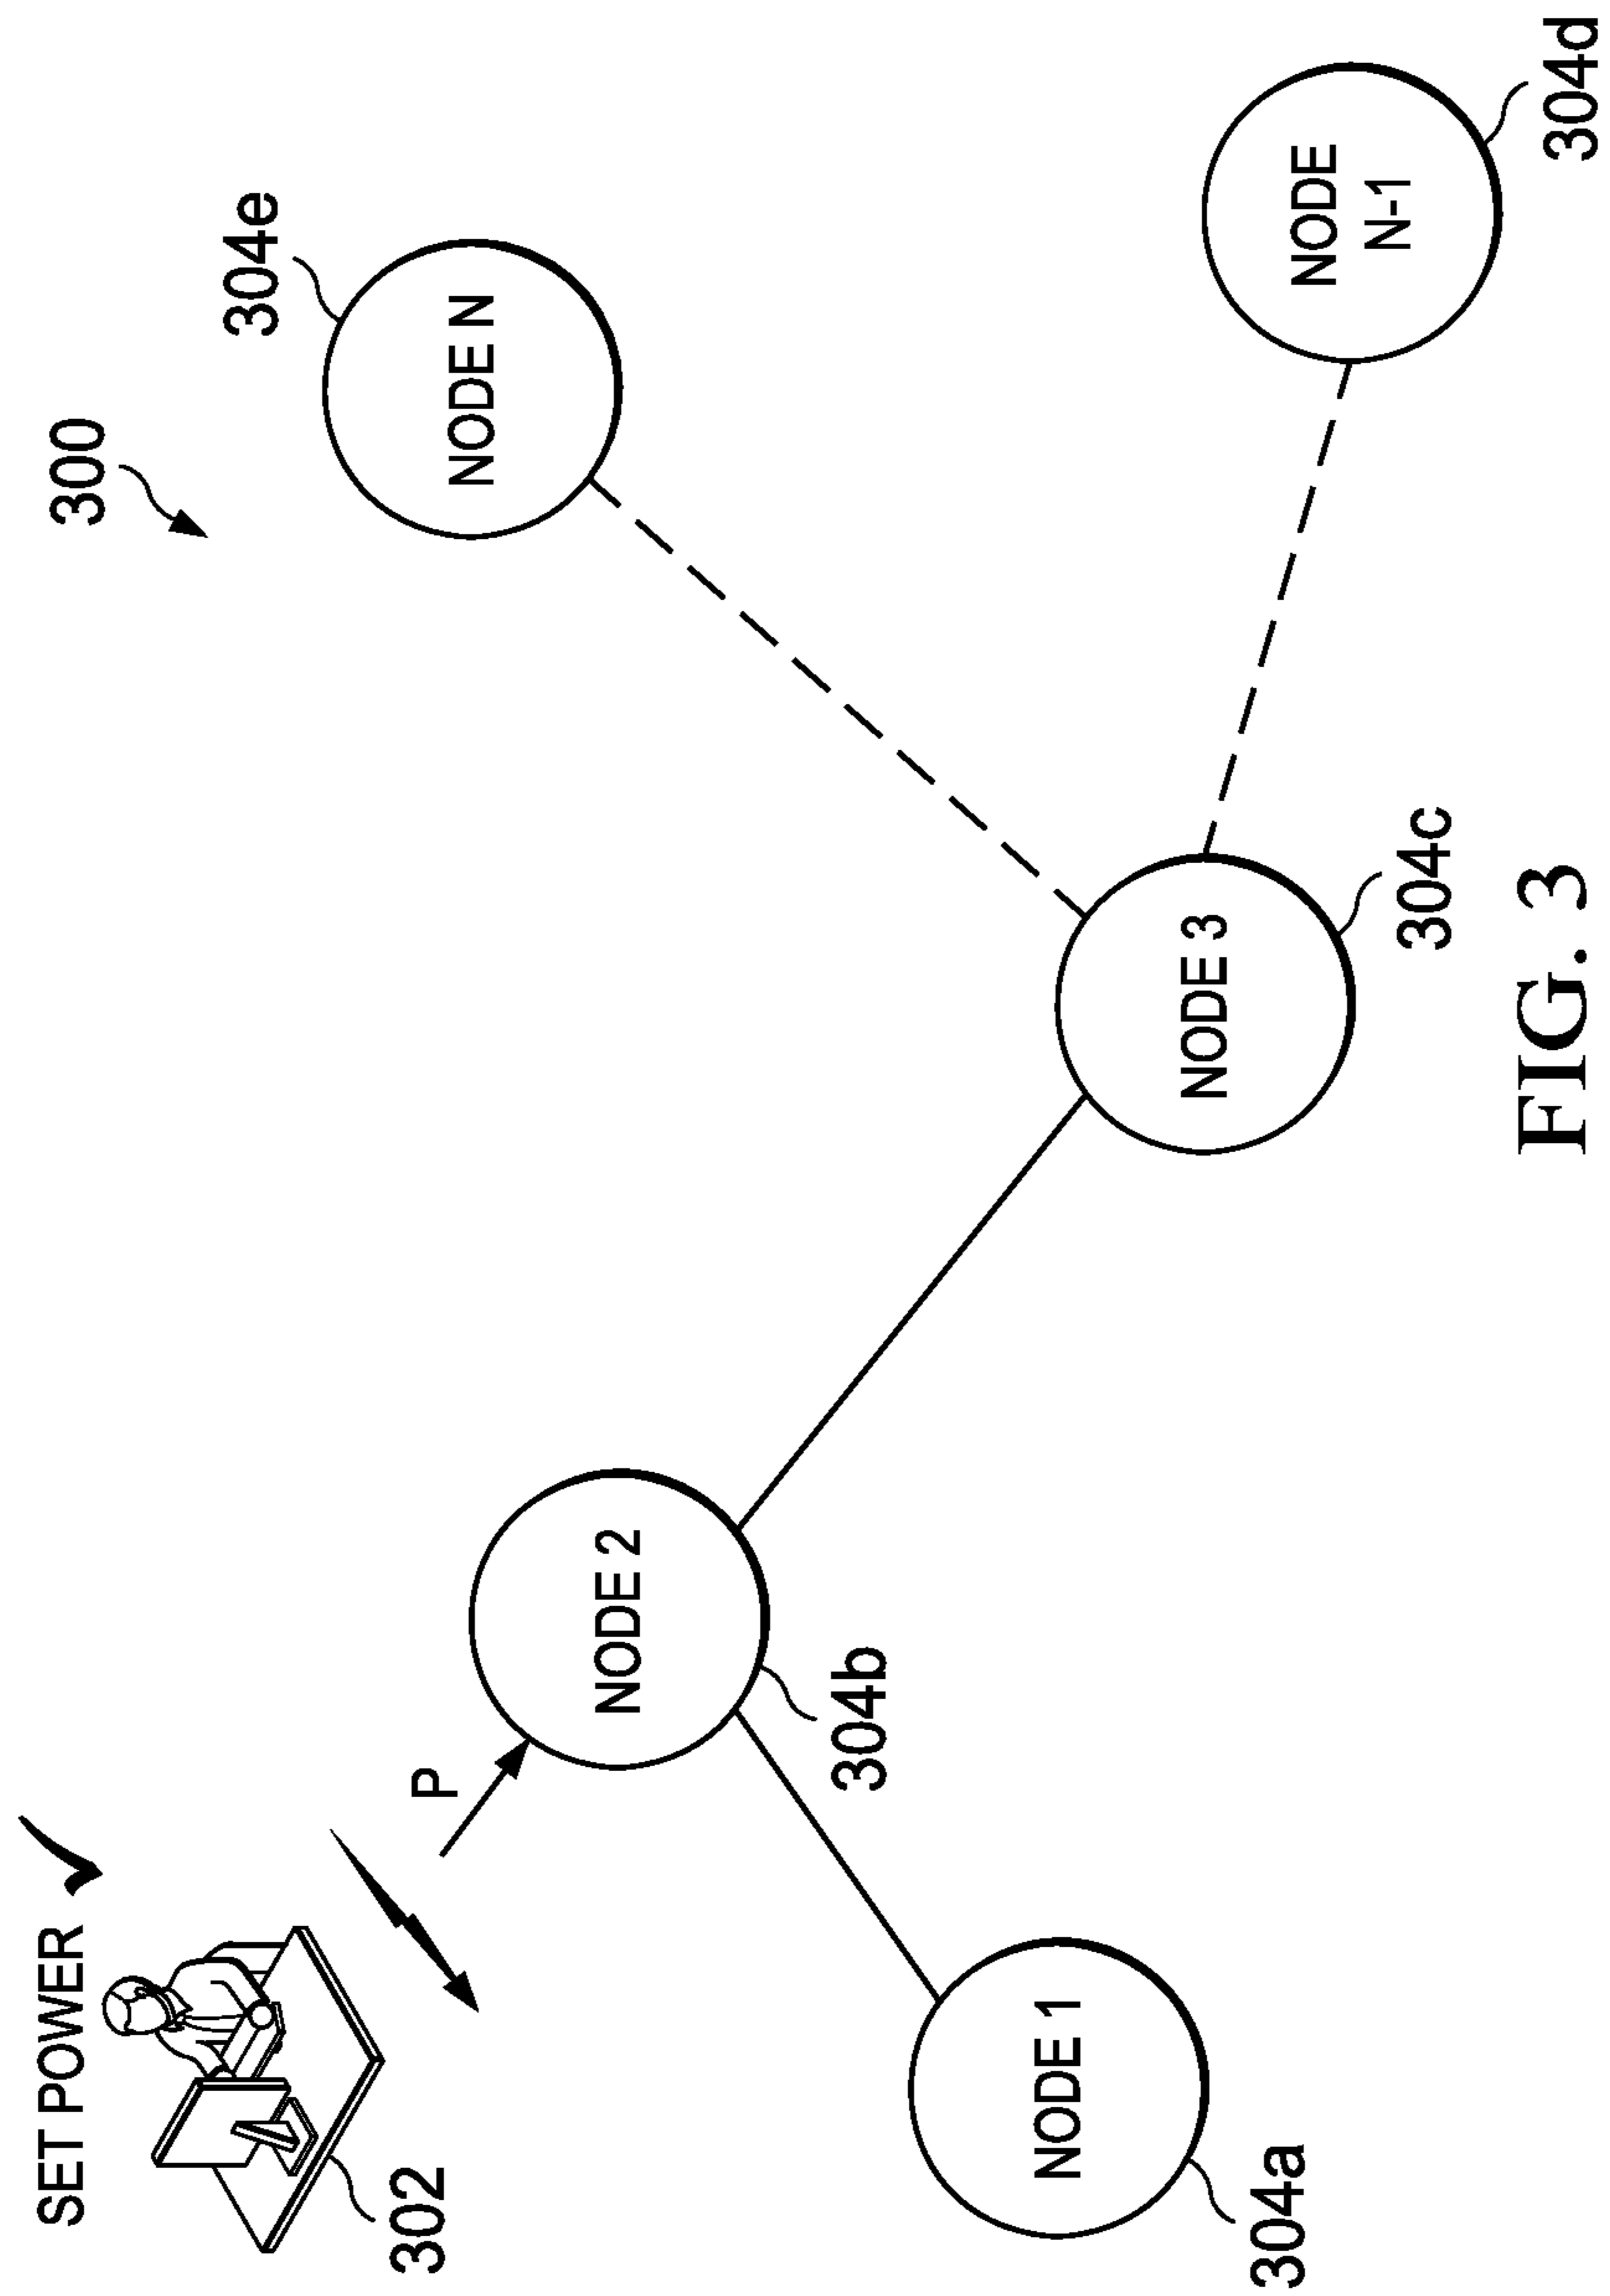 SET POWER
302
300
P
NODE 1
304a
NODE 2
304b
NODE 3
304c
NODE N
304e
NODE
N-1
304d
FIG. 3